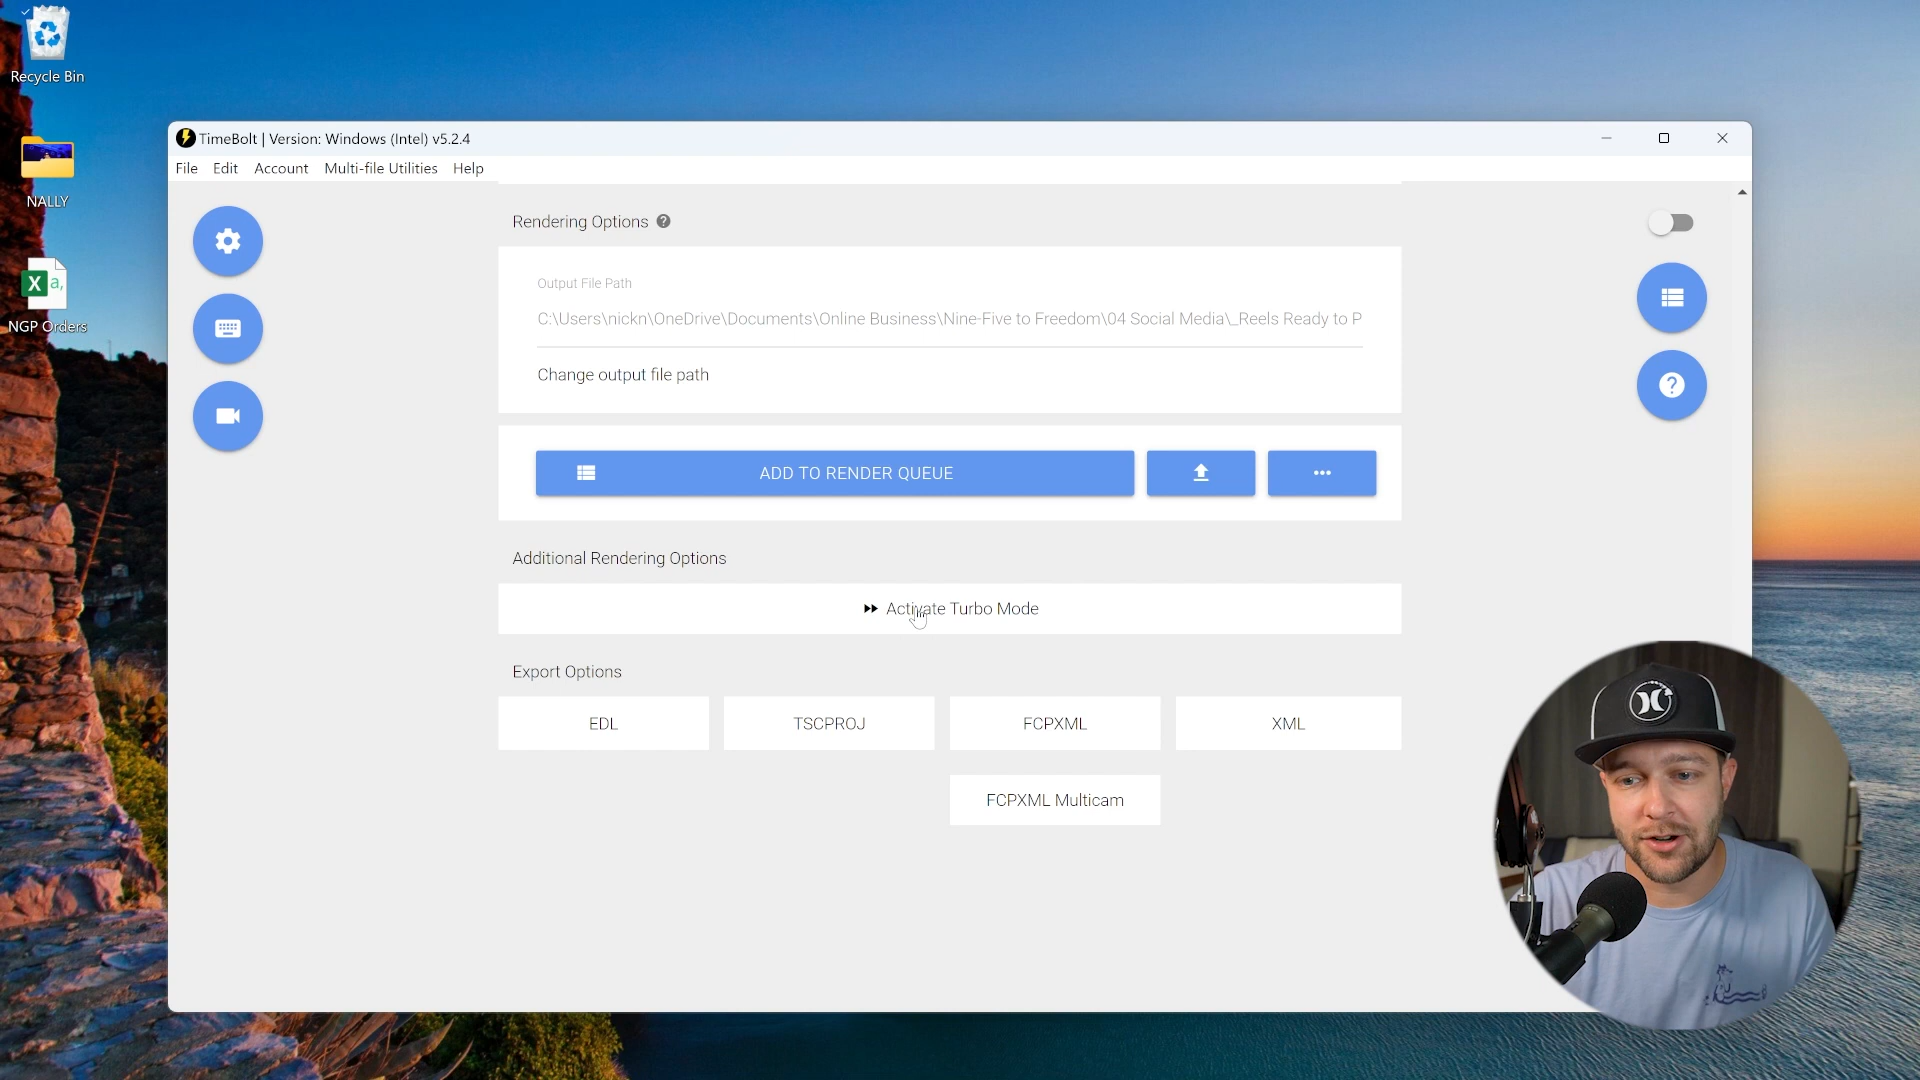 Recycle Bin
NALLY
NGP Orders
TimeBolt | Version: Windows (Intel) v5.2.4
File Edit Account Multi-file Utilities Help
Rendering Options
Output File Path
C:\Users\nickn\OneDrive\Documents\Online Business\Nine-Five to Freedom\04 Social Media\_Reels Ready to P
Change output file path
ADD TO RENDER QUEUE
Additional Rendering Options
Activate Turbo Mode
Export Options
EDL TSCPROJ FCPXML XML
FCPXML Multicam